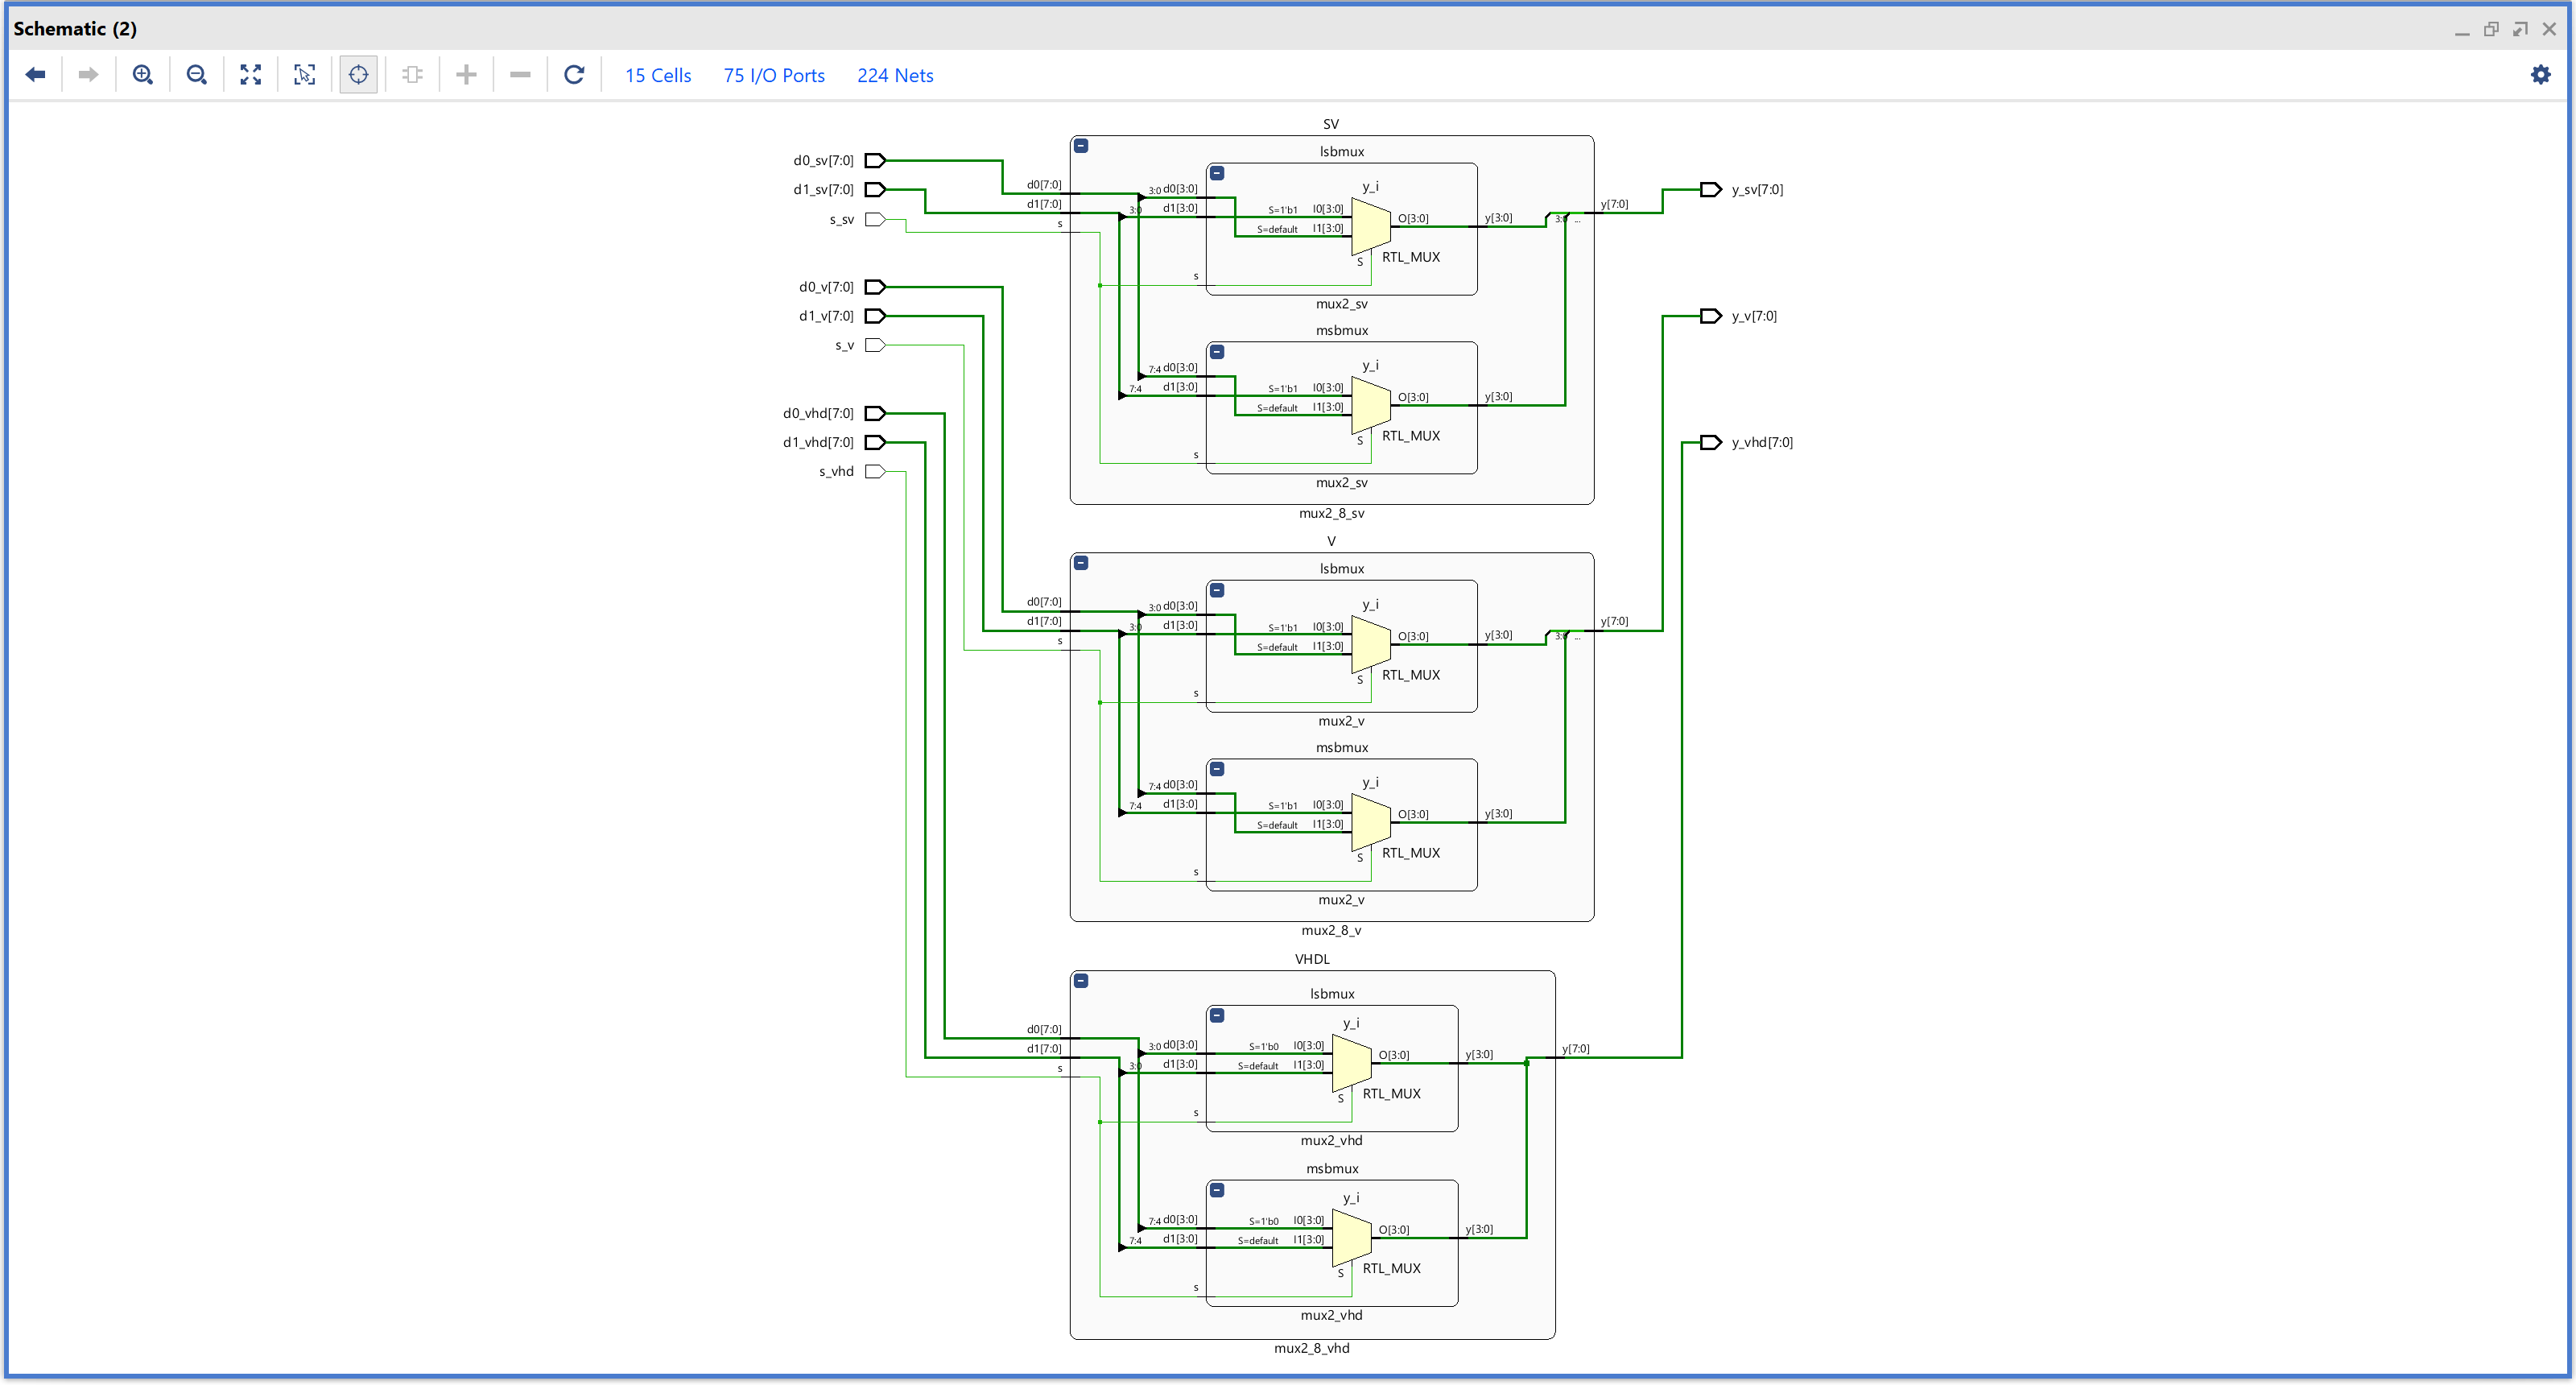 Schematic (2)
15 Cells 75 I/O Ports 224 Nets
SV
lsbmux
d0_sv[7:0]
d1_sv[7:0]
s_sv
d0[7:0]
d1[7:0]
s
3:0 d0[3:0]
3:0 d1[3:0]
y_i
S=1'b1 I0[3:0]
S=default I1[3:0]
O[3:0]
y[3:0]
3:0 ...
y[7:0]
y_sv[7:0]
S
RTL_MUX
s
mux2_sv
msbmux
7:4 d0[3:0]
7:4 d1[3:0]
y_i
S=1'b1 I0[3:0]
S=default I1[3:0]
O[3:0]
y[3:0]
S
RTL_MUX
s
mux2_sv
mux2_8_sv
d0_v[7:0]
d1_v[7:0]
s_v
y_v[7:0]
d0_vhd[7:0]
d1_vhd[7:0]
s_vhd
y_vhd[7:0]
V
lsbmux
d0[7:0]
d1[7:0]
s
3:0 d0[3:0]
3:0 d1[3:0]
y_i
S=1'b1 I0[3:0]
S=default I1[3:0]
O[3:0]
y[3:0]
3:0 ...
y[7:0]
S
RTL_MUX
s
mux2_v
msbmux
7:4 d0[3:0]
7:4 d1[3:0]
y_i
S=1'b1 I0[3:0]
S=default I1[3:0]
O[3:0]
y[3:0]
S
RTL_MUX
s
mux2_v
mux2_8_v
VHDL
lsbmux
d0[7:0]
d1[7:0]
s
3:0 d0[3:0]
3:0 d1[3:0]
y_i
S=1'b0 I0[3:0]
S=default I1[3:0]
O[3:0]
y[3:0]
y[7:0]
S
RTL_MUX
s
mux2_vhd
msbmux
7:4 d0[3:0]
7:4 d1[3:0]
y_i
S=1'b0 I0[3:0]
S=default I1[3:0]
O[3:0]
y[3:0]
S
RTL_MUX
s
mux2_vhd
mux2_8_vhd